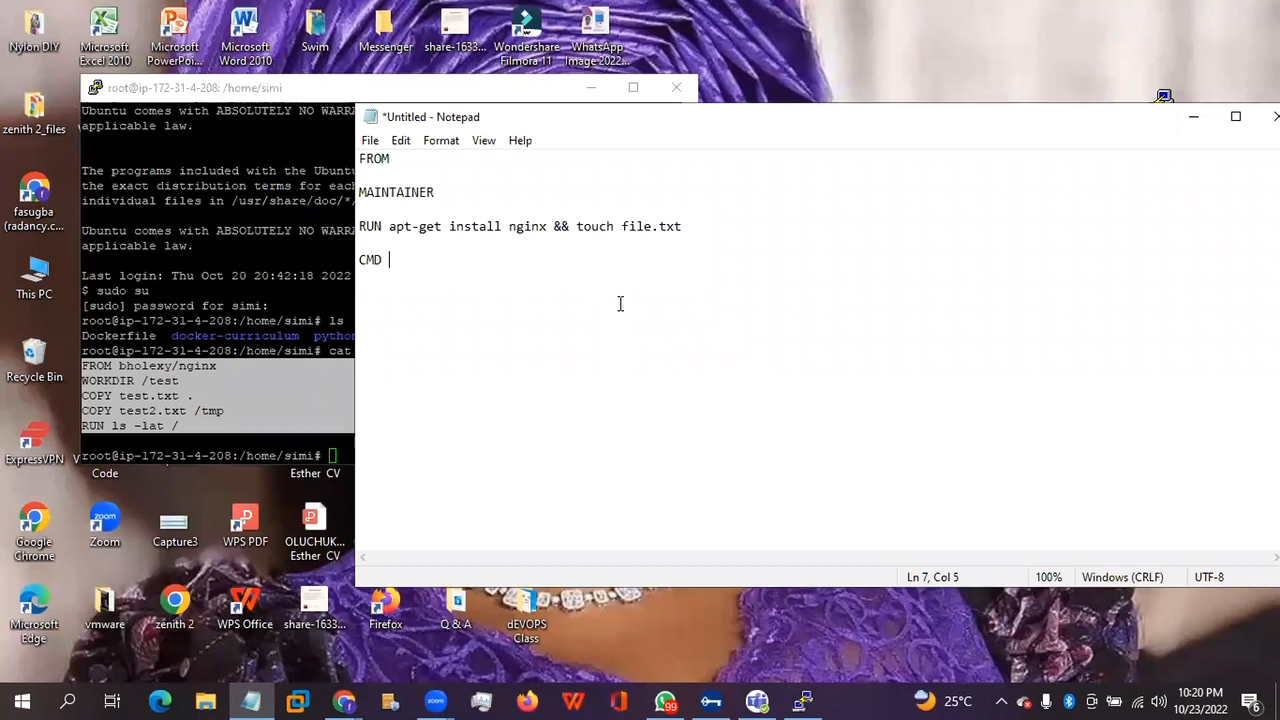 Nylon DIY
Microsoft Excel 2010
Microsoft PowerPoi...
Microsoft Word 2010
Swim
Messenger
share-1633...
Wondershare Filmora 11
WhatsApp Image 2022...
zenith 2_files
fasugba (radancy.c...
This PC
Recycle Bin
ExpressVPN
Google Chrome
Microsoft Edge
root@ip-172-31-4-208: /home/simi
Ubuntu comes with ABSOLUTELY NO WARRA
applicable law.
The programs included with the Ubuntu
the exact distribution terms for each
individual files in /usr/share/doc/*/
Ubuntu comes with ABSOLUTELY NO WARRA
applicable law.
Last login: Thu Oct 20 20:42:18 2022
$ sudo su
[sudo] password for simi:
root@ip-172-31-4-208:/home/simi# ls
Dockerfile docker-curriculum python
root@ip-172-31-4-208:/home/simi# cat
FROM bholexy/nginx
WORKDIR /test
COPY test.txt .
COPY test2.txt /tmp
RUN ls -lat /
root@ip-172-31-4-208:/home/simi#
*Untitled - Notepad
File Edit Format View Help
FROM
MAINTAINER
RUN apt-get install nginx && touch file.txt
CMD
Ln 7, Col 5 100% Windows (CRLF) UTF-8
Code
Esther CV
Zoom
Capture3
WPS PDF
OLUCHUK... Esther CV
vmware
zenith 2
WPS Office
share-1633...
Firefox
Q & A
dEVOPS Class
99
25°C
10:20 PM
10/23/2022
6